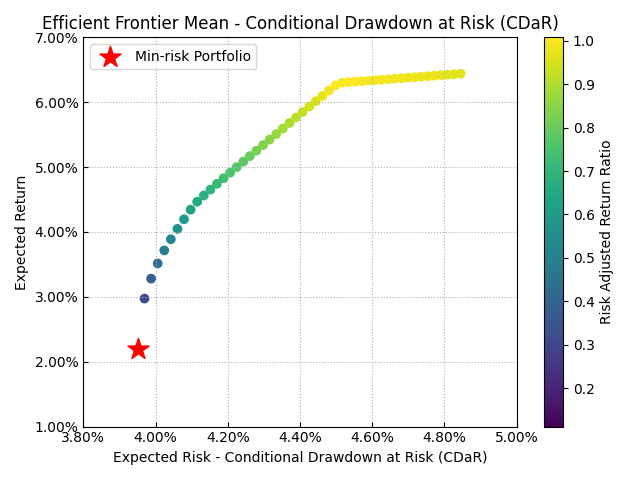 Efficient Frontier Mean - Conditional Drawdown at Risk (CDaR)
Min-risk Portfolio
Expected Return
7.00%
6.00%
5.00%
4.00%
3.00%
2.00%
1.00%
3.80% 4.00% 4.20% 4.40% 4.60% 4.80% 5.00%
Expected Risk - Conditional Drawdown at Risk (CDaR)
1.0
0.9
0.8
0.7
0.6
0.5
0.4
0.3
0.2
Risk Adjusted Return Ratio